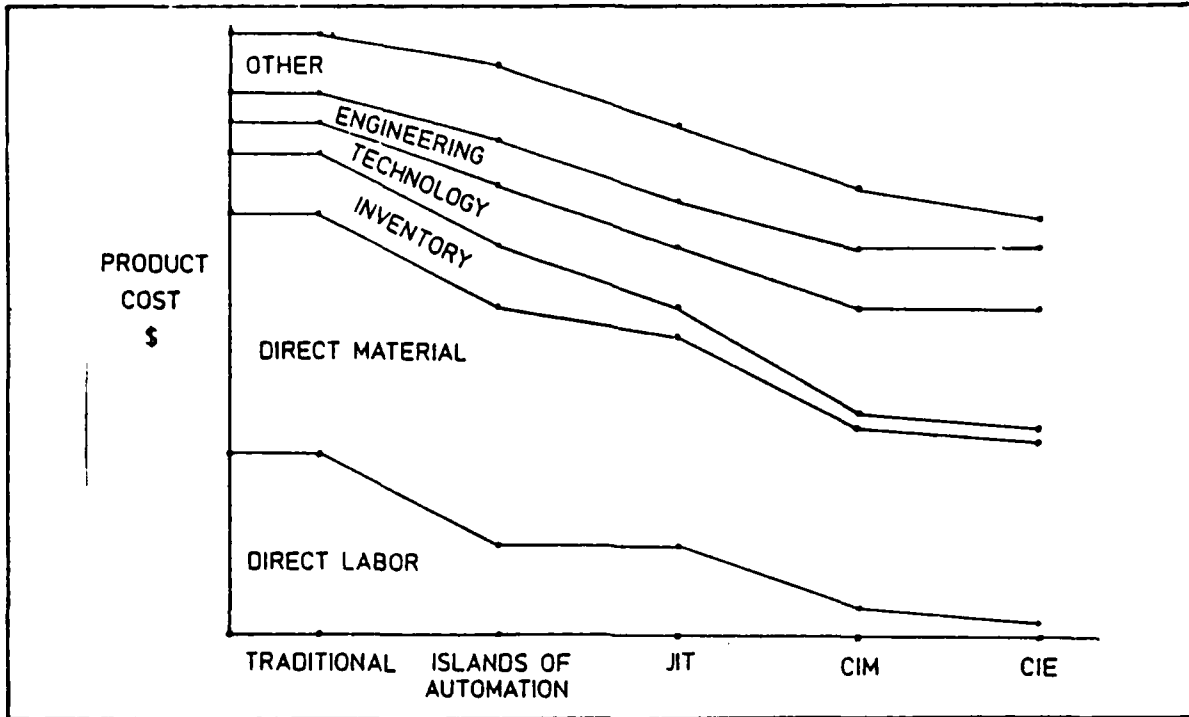 OTHER
ENGINEERING
TECHNOLOGY
INVENTORY
PRODUCT
COST
$
DIRECT MATERIAL
DIRECT LABOR
TRADITIONAL
ISLANDS OF
AUTOMATION
JIT
CIM
CIE